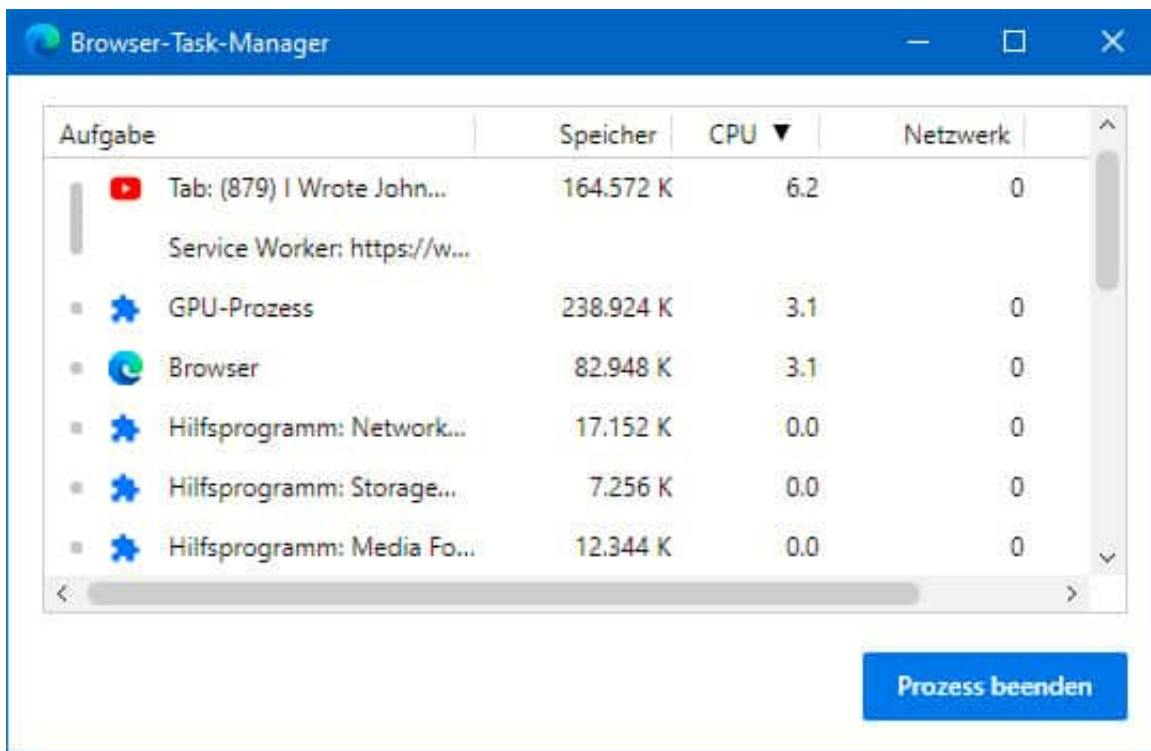 Browser-Task-Manager
Aufgabe Speicher CPU ▼ Netzwerk
Tab: (879) I Wrote John... 164.572 K 6.2 0
Service Worker: https://w...
GPU-Prozess 238.924 K 3.1 0
Browser 82.948 K 3.1 0
Hilfsprogramm: Network... 17.152 K 0.0 0
Hilfsprogramm: Storage... 7.256 K 0.0 0
Hilfsprogramm: Media Fo... 12.344 K 0.0 0
Prozess beenden